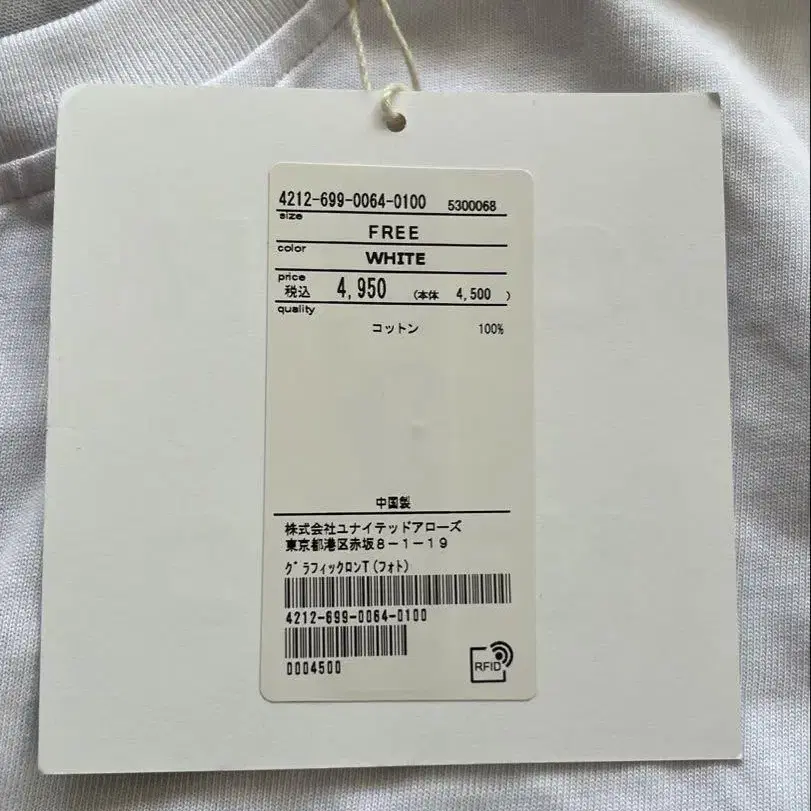 4212-699-0064-0100 5300068
size
FREE
color
WHITE
price
税込 4,950 (本体 4,500 )
quality
コットン 100%
中国製
株式会社ユナイテッドアローズ
東京都港区赤坂8-1-19
グラフィックロンT(フォト)
4212-699-0064-0100
0004500
RFID